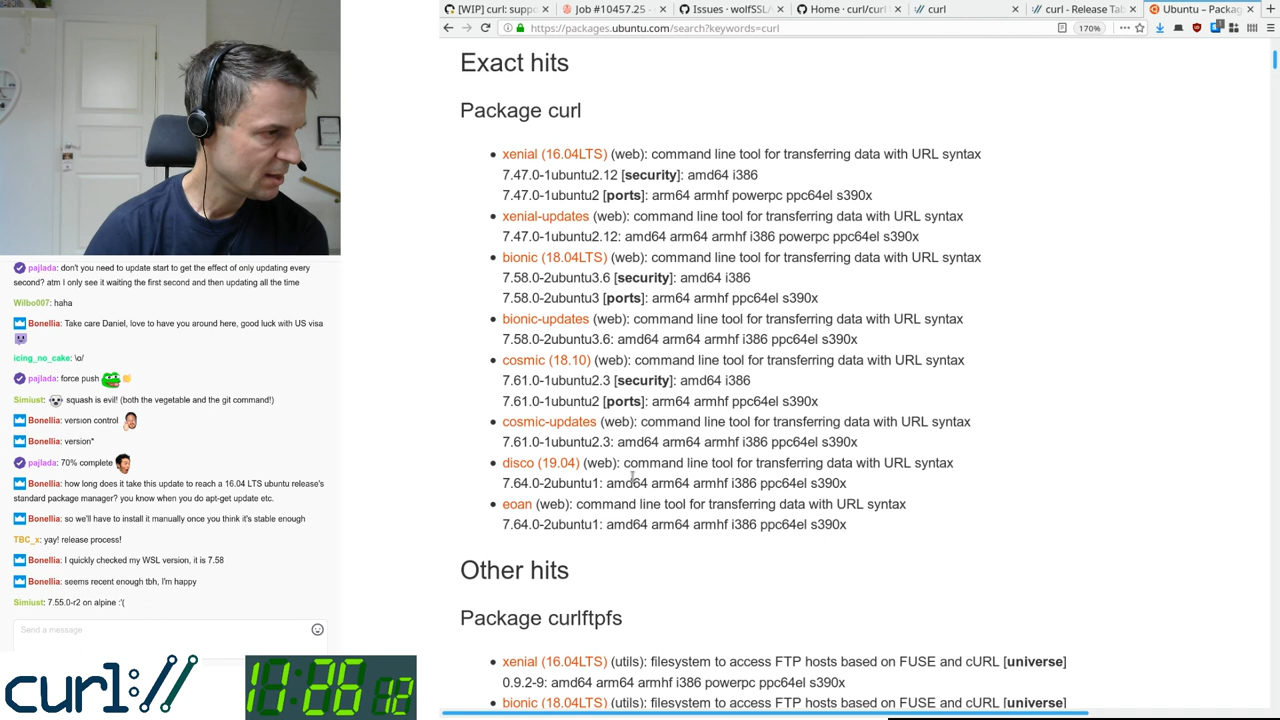 [WIP] curl: suppo
Job #10457.25 -
Issues · wolfSSL/
Home · curl/curl
curl
curl - Release Tab
Ubuntu – Packag
https://packages.ubuntu.com/search?keywords=curl
170%
Exact hits
Package curl
xenial (16.04LTS) (web): command line tool for transferring data with URL syntax
7.47.0-1ubuntu2.12 [security]: amd64 i386
7.47.0-1ubuntu2 [ports]: arm64 armhf powerpc ppc64el s390x
xenial-updates (web): command line tool for transferring data with URL syntax
7.47.0-1ubuntu2.12: amd64 arm64 armhf i386 powerpc ppc64el s390x
bionic (18.04LTS) (web): command line tool for transferring data with URL syntax
7.58.0-2ubuntu3.6 [security]: amd64 i386
7.58.0-2ubuntu3 [ports]: arm64 armhf ppc64el s390x
bionic-updates (web): command line tool for transferring data with URL syntax
7.58.0-2ubuntu3.6: amd64 arm64 armhf i386 ppc64el s390x
cosmic (18.10) (web): command line tool for transferring data with URL syntax
7.61.0-1ubuntu2.3 [security]: amd64 i386
7.61.0-1ubuntu2 [ports]: arm64 armhf ppc64el s390x
cosmic-updates (web): command line tool for transferring data with URL syntax
7.61.0-1ubuntu2.3: amd64 arm64 armhf i386 ppc64el s390x
disco (19.04) (web): command line tool for transferring data with URL syntax
7.64.0-2ubuntu1: amd64 arm64 armhf i386 ppc64el s390x
eoan (web): command line tool for transferring data with URL syntax
7.64.0-2ubuntu1: amd64 arm64 armhf i386 ppc64el s390x
Other hits
Package curlftpfs
xenial (16.04LTS) (utils): filesystem to access FTP hosts based on FUSE and cURL [universe]
0.9.2-9: amd64 arm64 armhf i386 powerpc ppc64el s390x
bionic (18.04LTS) (utils): filesystem to access FTP hosts based on FUSE and cURL [universe]
pajlada: don't you need to update start to get the effect of only updating every
second? atm I only see it waiting the first second and then updating all the time
Wilbo007: haha
Bonellia: Take care Daniel, love to have you around here, good luck with US visa
icing_no_cake: \o/
pajlada: force push
Simiust: squash is evil! (both the vegetable and the git command!)
Bonellia: version control
Bonellia: version*
pajlada: 70% complete
Bonellia: how long does it take this update to reach a 16.04 LTS ubuntu release's
standard package manager? you know when you do apt-get update etc.
Bonellia: so we'll have to install it manually once you think it's stable enough
TBC_x: yay! release process!
Bonellia: I quickly checked my WSL version, it is 7.58
Bonellia: seems recent enough tbh, I'm happy
Simiust: 7.55.0-r2 on alpine :'(
Send a message
curl://